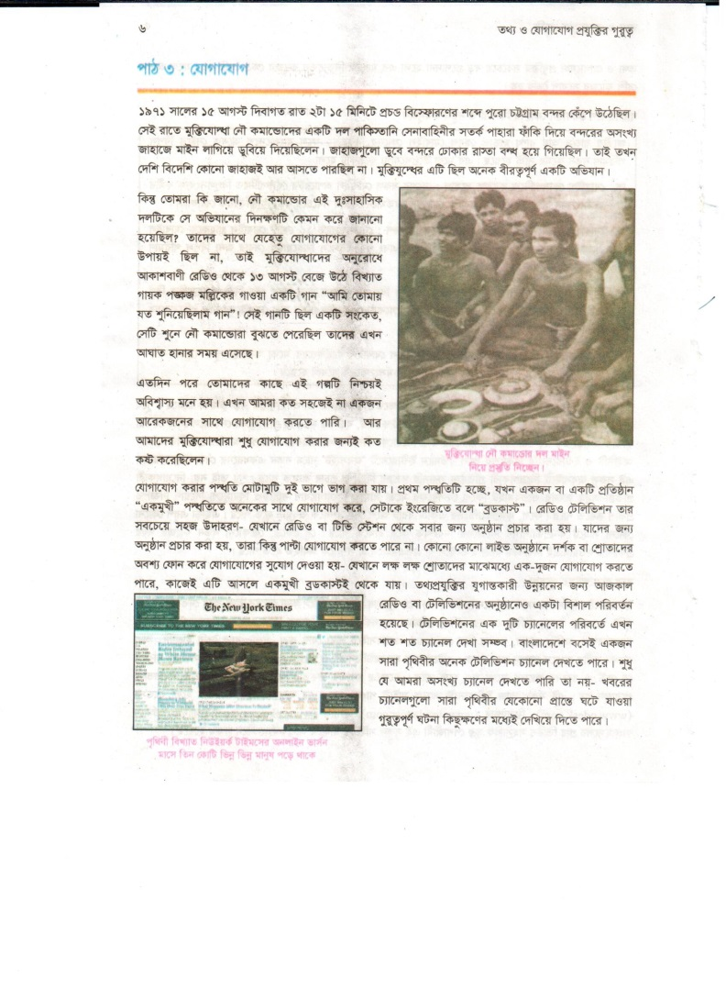 ৬
তথ্য ও যোগাযোগ প্রযুক্তির গুরুত্ব
পাঠ ৩ : যোগাযোগ
১৯৭১ সালের ১৫ আগস্ট দিবাগত রাত ২টা ১৫ মিনিটে প্রচন্ড বিস্ফোরণের শব্দে পুরো চট্টগ্রাম বন্দর কেঁপে উঠেছিল।
সেই রাতে মুক্তিযোদ্ধা নৌ কমান্ডোদের একটি দল পাকিস্তানি সেনাবাহিনীর সতর্ক পাহারা ফাঁকি দিয়ে বন্দরের অসংখ্য
জাহাজে মাইন লাগিয়ে ডুবিয়ে দিয়েছিলেন। জাহাজগুলো ডুবে বন্দরে ঢোকার রাস্তা বন্ধ হয়ে গিয়েছিল। তাই তখন
দেশি বিদেশি কোনো জাহাজই আর আসতে পারছিল না। মুক্তিযুদ্ধের এটি ছিল অনেক বীরত্বপূর্ণ একটি অভিযান।
কিন্তু তোমরা কি জানো, নৌ কমান্ডোর এই দুঃসাহসিক
দলটিকে সে অভিযানের দিনক্ষণটি কেমন করে জানানো
হয়েছিল? তাদের সাথে যেহেতু যোগাযোগের কোনো
উপায়ই ছিল না, তাই মুক্তিযোদ্ধাদের অনুরোধে
আকাশবাণী রেডিও থেকে ১৩ আগস্ট বেজে উঠে বিখ্যাত
গায়ক পঙ্কজ মল্লিকের গাওয়া একটি গান “আমি তোমায়
যত শুনিয়েছিলাম গান”! সেই গানটি ছিল একটি সংকেত,
সেটি শুনে নৌ কমান্ডোরা বুঝতে পেরেছিল তাদের এখন
আঘাত হানার সময় এসেছে।
এতদিন পরে তোমাদের কাছে এই গল্পটি নিশ্চয়ই
অবিশ্বাস্য মনে হয়। এখন আমরা কত সহজেই না একজন
আরেকজনের সাথে যোগাযোগ করতে পারি। আর
আমাদের মুক্তিযোদ্ধারা শুধু যোগাযোগ করার জন্যই কত
কষ্ট করেছিলেন।
মুক্তিযোদ্ধা নৌ কমান্ডোর দল মাইন
নিয়ে প্রস্তুতি নিচ্ছেন।
যোগাযোগ করার পদ্ধতি মোটামুটি দুই ভাগে ভাগ করা যায়। প্রথম পদ্ধতিটি হচ্ছে, যখন একজন বা একটি প্রতিষ্ঠান
“একমুখী” পদ্ধতিতে অনেকের সাথে যোগাযোগ করে, সেটাকে ইংরেজিতে বলে “ব্রডকাস্ট”। রেডিও টেলিভিশন তার
সবচেয়ে সহজ উদাহরণ- যেখানে রেডিও বা টিভি স্টেশন থেকে সবার জন্য অনুষ্ঠান প্রচার করা হয়। যাদের জন্য
অনুষ্ঠান প্রচার করা হয়, তারা কিন্তু পাল্টা যোগাযোগ করতে পারে না। কোনো কোনো লাইভ অনুষ্ঠানে দর্শক বা শ্রোতাদের
অবশ্য ফোন করে যোগাযোগের সুযোগ দেওয়া হয়- যেখানে লক্ষ লক্ষ শ্রোতাদের মাঝেমধ্যে এক-দুজন যোগাযোগ করতে
পারে, কাজেই এটি আসলে একমুখী ব্রডকাস্টই থেকে যায়। তথ্যপ্রযুক্তির যুগান্তকারী উন্নয়নের জন্য আজকাল
রেডিও বা টেলিভিশনের অনুষ্ঠানেও একটা বিশাল পরিবর্তন
হয়েছে। টেলিভিশনের এক দুটি চ্যানেলের পরিবর্তে এখন
শত শত চ্যানেল দেখা সম্ভব। বাংলাদেশে বসেই একজন
সারা পৃথিবীর অনেক টেলিভিশন চ্যানেল দেখতে পারে। শুধু
যে আমরা অসংখ্য চ্যানেল দেখতে পারি তা নয়- খবরের
চ্যানেলগুলো সারা পৃথিবীর যেকোনো প্রান্তে ঘটে যাওয়া
গুরুত্বপূর্ণ ঘটনা কিছুক্ষণের মধ্যেই দেখিয়ে দিতে পারে।
The New York Times
SUBSCRIBE TO THE NEW YORK TIMES
পৃথিবী বিখ্যাত নিউইয়র্ক টাইমসের অনলাইন ভার্সন
মাসে তিন কোটি ভিন্ন ভিন্ন মানুষ পড়ে থাকে